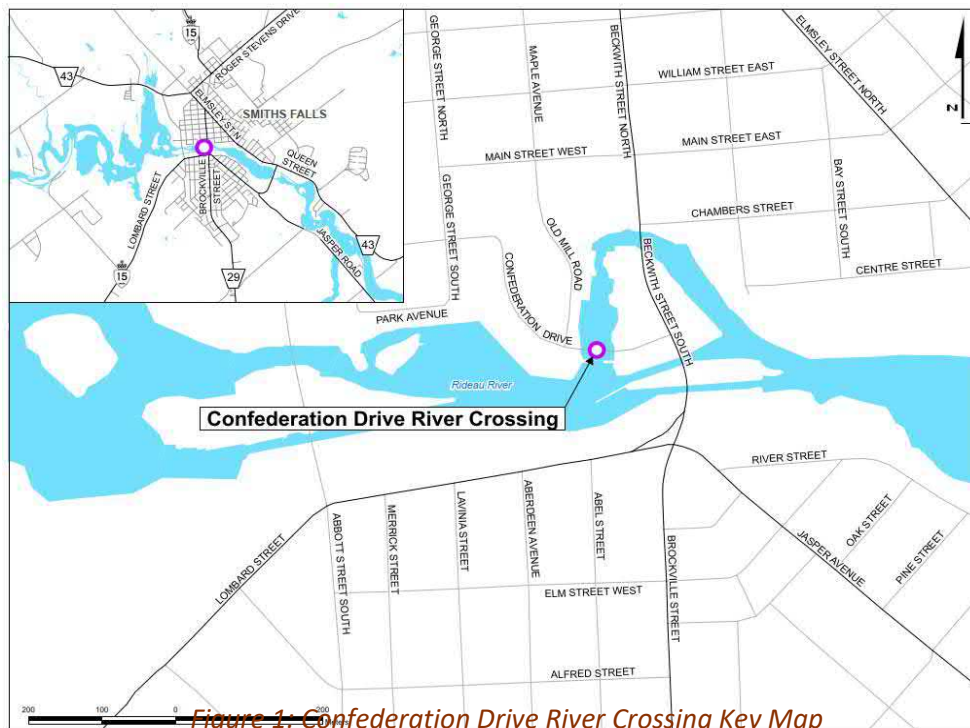 15
43
ROGER STEVENS DRIVE
ELMSLEY ST.N
SMITHS FALLS
QUEEN
STREET
BROCKVILLE
STREET
LOMBARD STREET
JASPER ROAD
43
29
15
GEORGE STREET NORTH
MAPLE AVENUE
BECKWITH STREET NORTH
ELMSLEY STREET NORTH
WILLIAM STREET EAST
MAIN STREET WEST
MAIN STREET EAST
BAY STREET SOUTH
GEORGE STREET SOUTH
CHAMBERS STREET
OLD MILL ROAD
CONFEDERATION DRIVE
BECKWITH STREET SOUTH
CENTRE STREET
PARK AVENUE
Rideau River
Confederation Drive River Crossing
RIVER STREET
LOMBARD STREET
ABBOTT STREET SOUTH
MERRICK STREET
LAVINIA STREET
ABERDEEN AVENUE
ABEL STREET
BROCKVILLE STREET
JASPER AVENUE
OAK STREET
PINE STREET
ELM STREET WEST
ALFRED STREET
N
200
100
0
200
Meters
Figure 1: Confederation Drive River Crossing Key Map